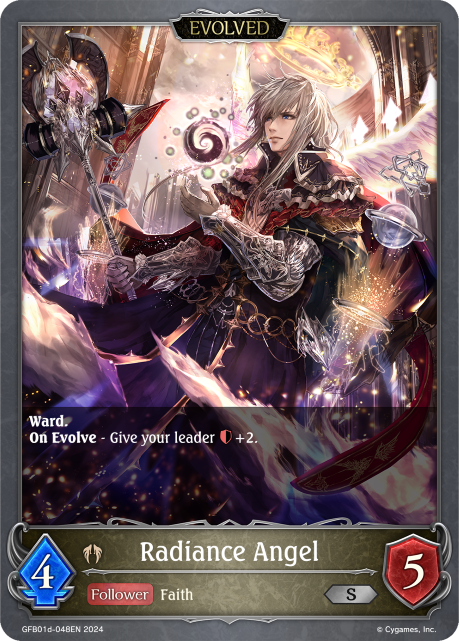 EVOLVED
Ward.
On Evolve - Give your leader +2.
Radiance Angel
4
5
Follower Faith
S
GFB01d-048EN 2024
© Cygames, Inc.